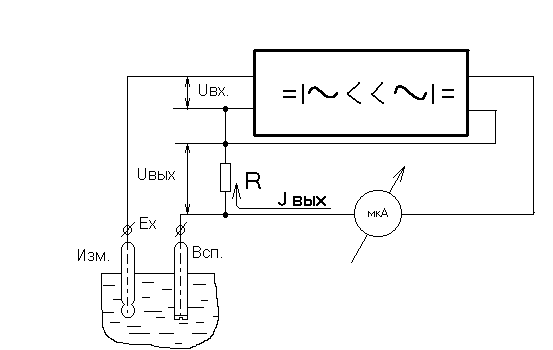 Uвх.
=|~<<~|=
Uвых
R
J вых
мкА
Ex
Изм.
Всп.